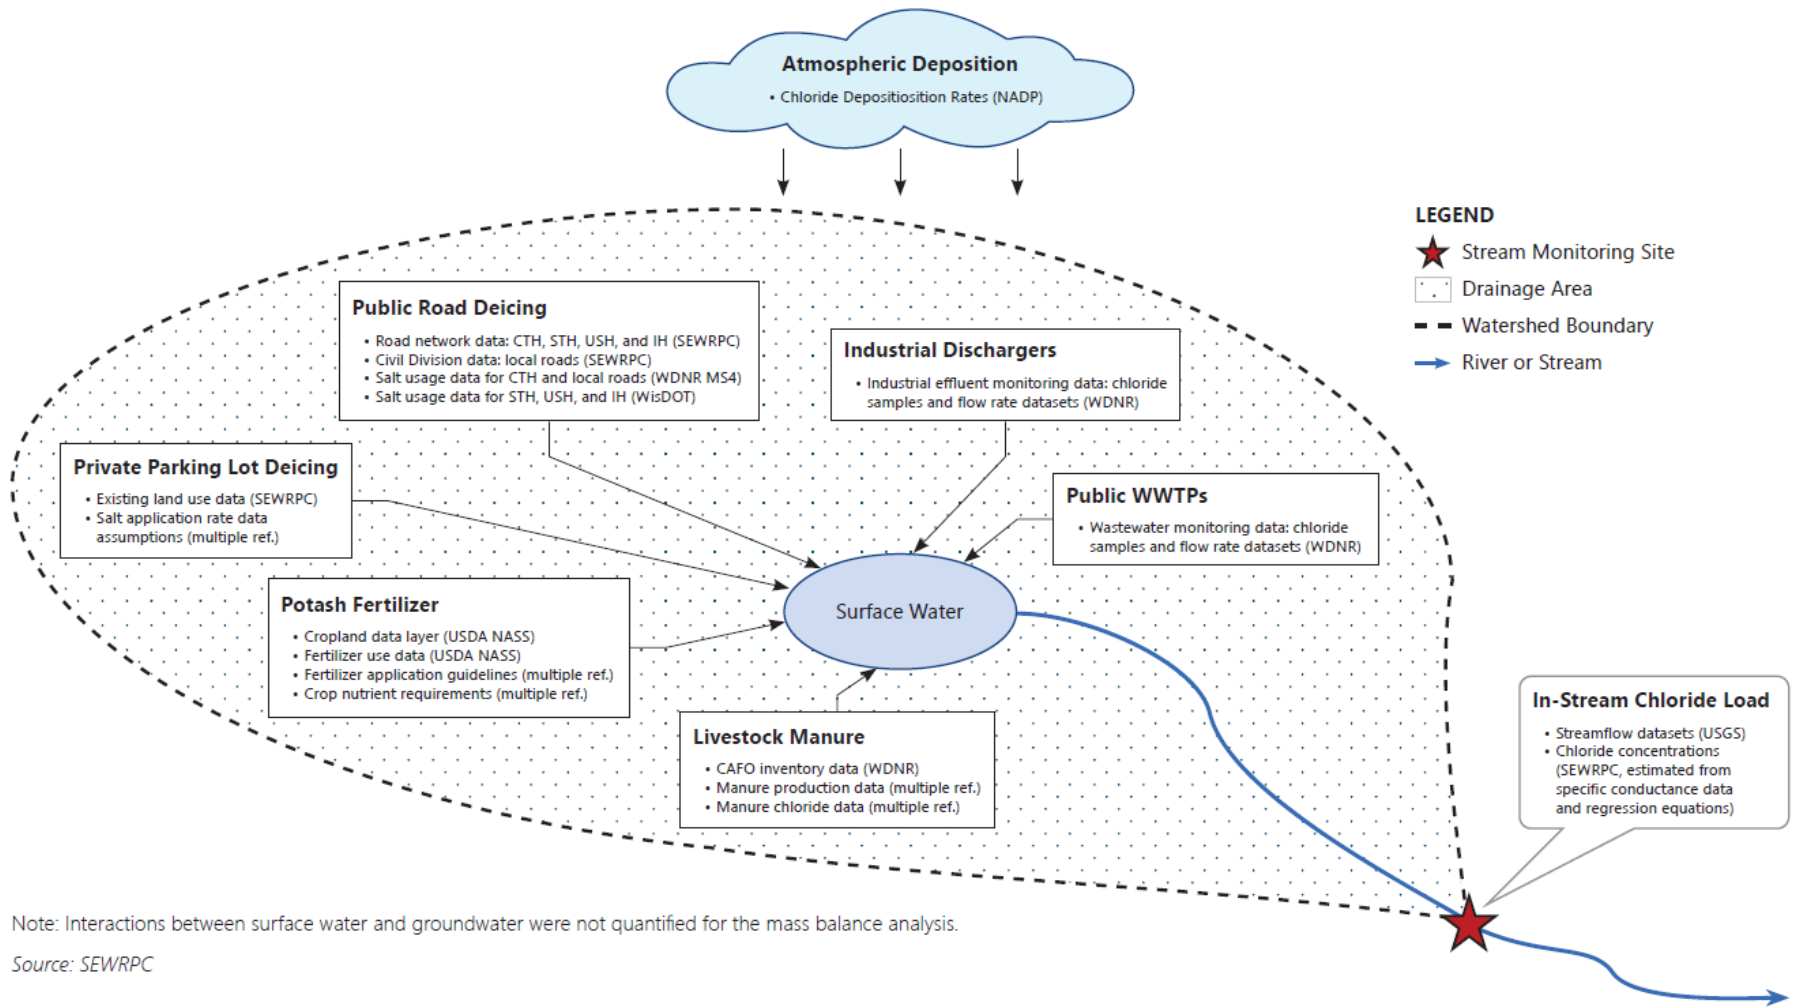 Atmospheric Deposition
• Chloride Depositiosition Rates (NADP)
LEGEND
Stream Monitoring Site
Drainage Area
Watershed Boundary
River or Stream
Public Road Deicing
• Road network data: CTH, STH, USH, and IH (SEWRPC)
• Civil Division data: local roads (SEWRPC)
• Salt usage data for CTH and local roads (WDNR MS4)
• Salt usage data for STH, USH, and IH (WisDOT)
Industrial Dischargers
• Industrial effluent monitoring data: chloride
samples and flow rate datasets (WDNR)
Private Parking Lot Deicing
• Existing land use data (SEWRPC)
• Salt application rate data
assumptions (multiple ref.)
Public WWTPs
• Wastewater monitoring data: chloride
samples and flow rate datasets (WDNR)
Potash Fertilizer
• Cropland data layer (USDA NASS)
• Fertilizer use data (USDA NASS)
• Fertilizer application guidelines (multiple ref.)
• Crop nutrient requirements (multiple ref.)
Surface Water
Livestock Manure
• CAFO inventory data (WDNR)
• Manure production data (multiple ref.)
• Manure chloride data (multiple ref.)
In-Stream Chloride Load
• Streamflow datasets (USGS)
• Chloride concentrations
(SEWRPC, estimated from
specific conductance data
and regression equations)
Note: Interactions between surface water and groundwater were not quantified for the mass balance analysis.
Source: SEWRPC